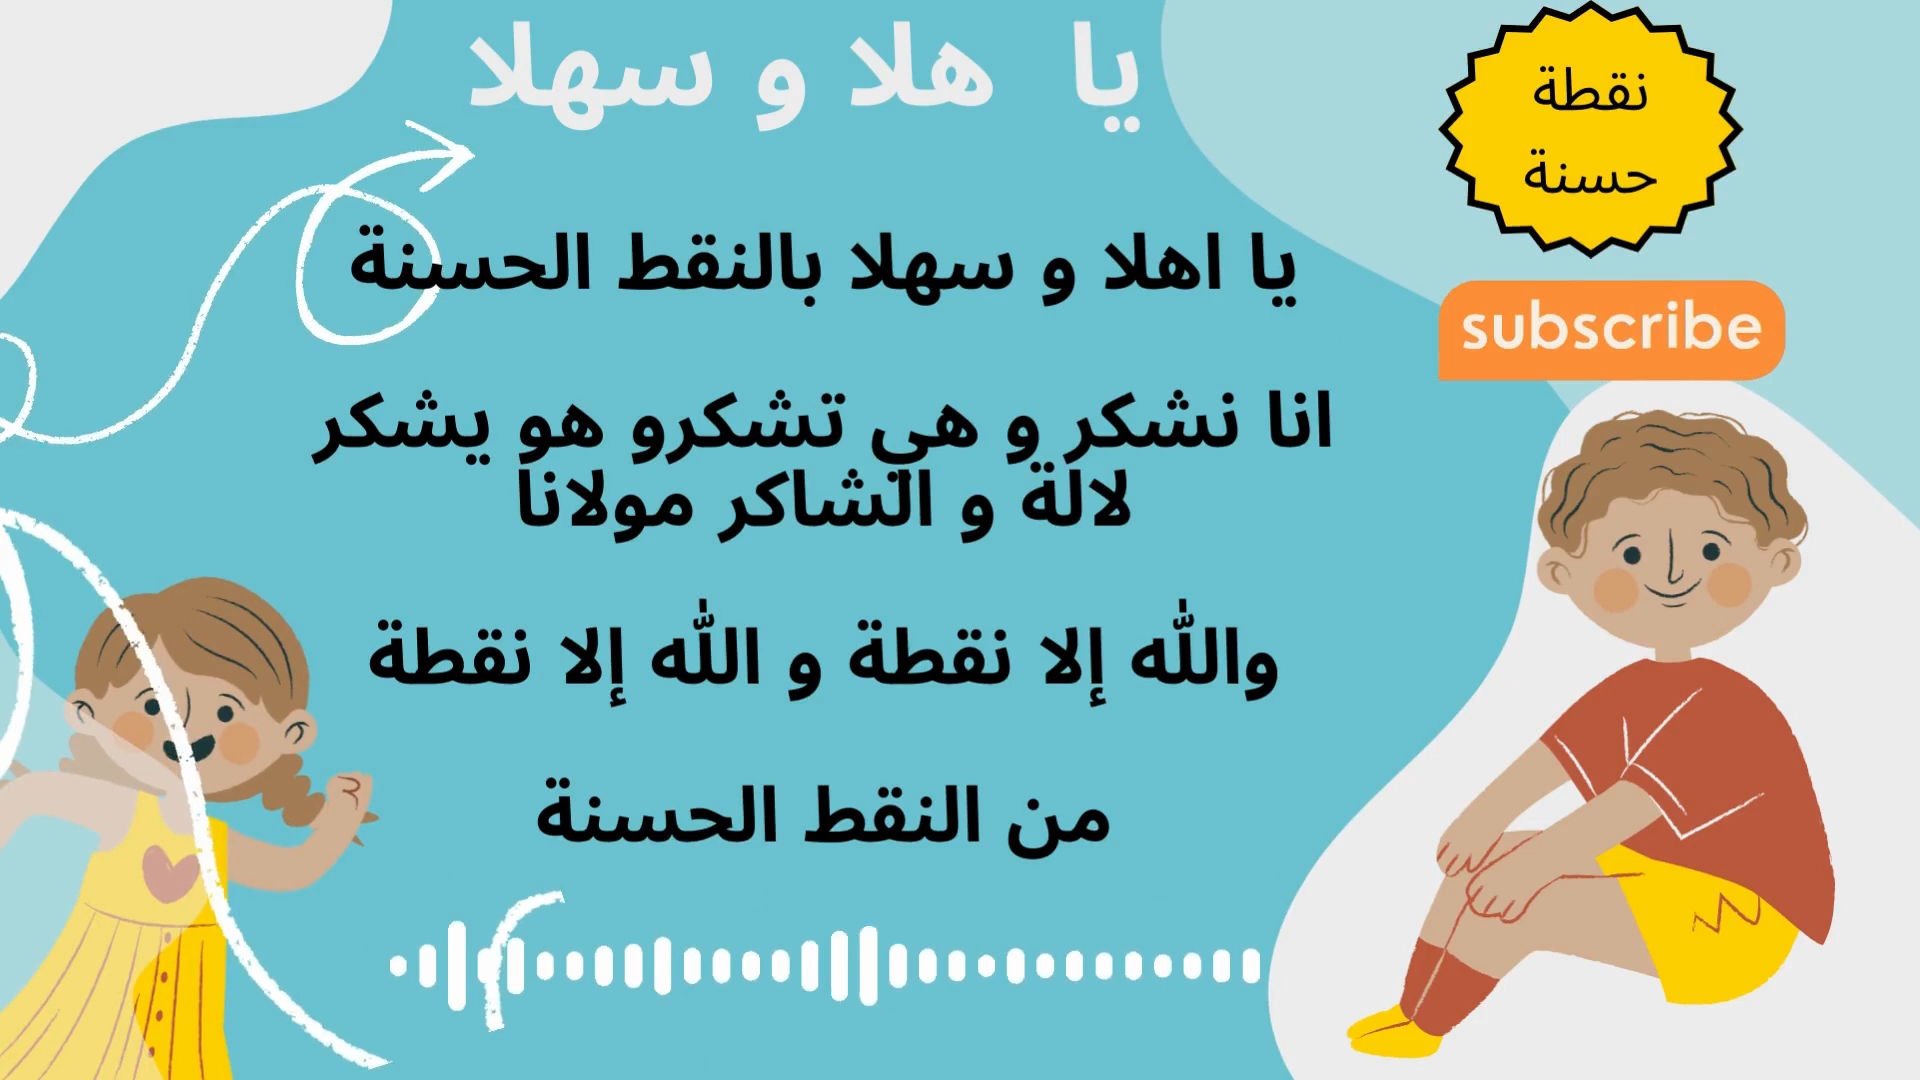 يا هلا و سهلا
نقطة
حسنة
subscribe
يا اهلا و سهلا بالنقط الحسنة
انا نشكر و هي تشكرو هو يشكر
لالة و الشاكر مولانا
والله إلا نقطة و الله إلا نقطة
من النقط الحسنة